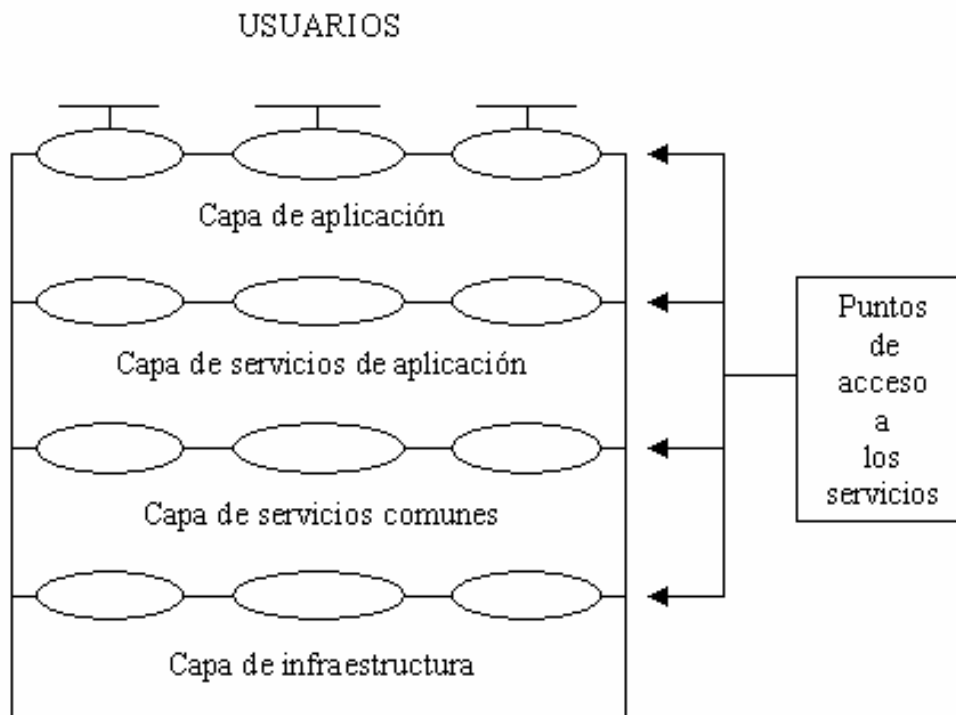 USUARIOS
Capa de aplicación
Capa de servicios de aplicación
Capa de servicios comunes
Capa de infraestructura
Puntos
de
acceso
a
los
servicios